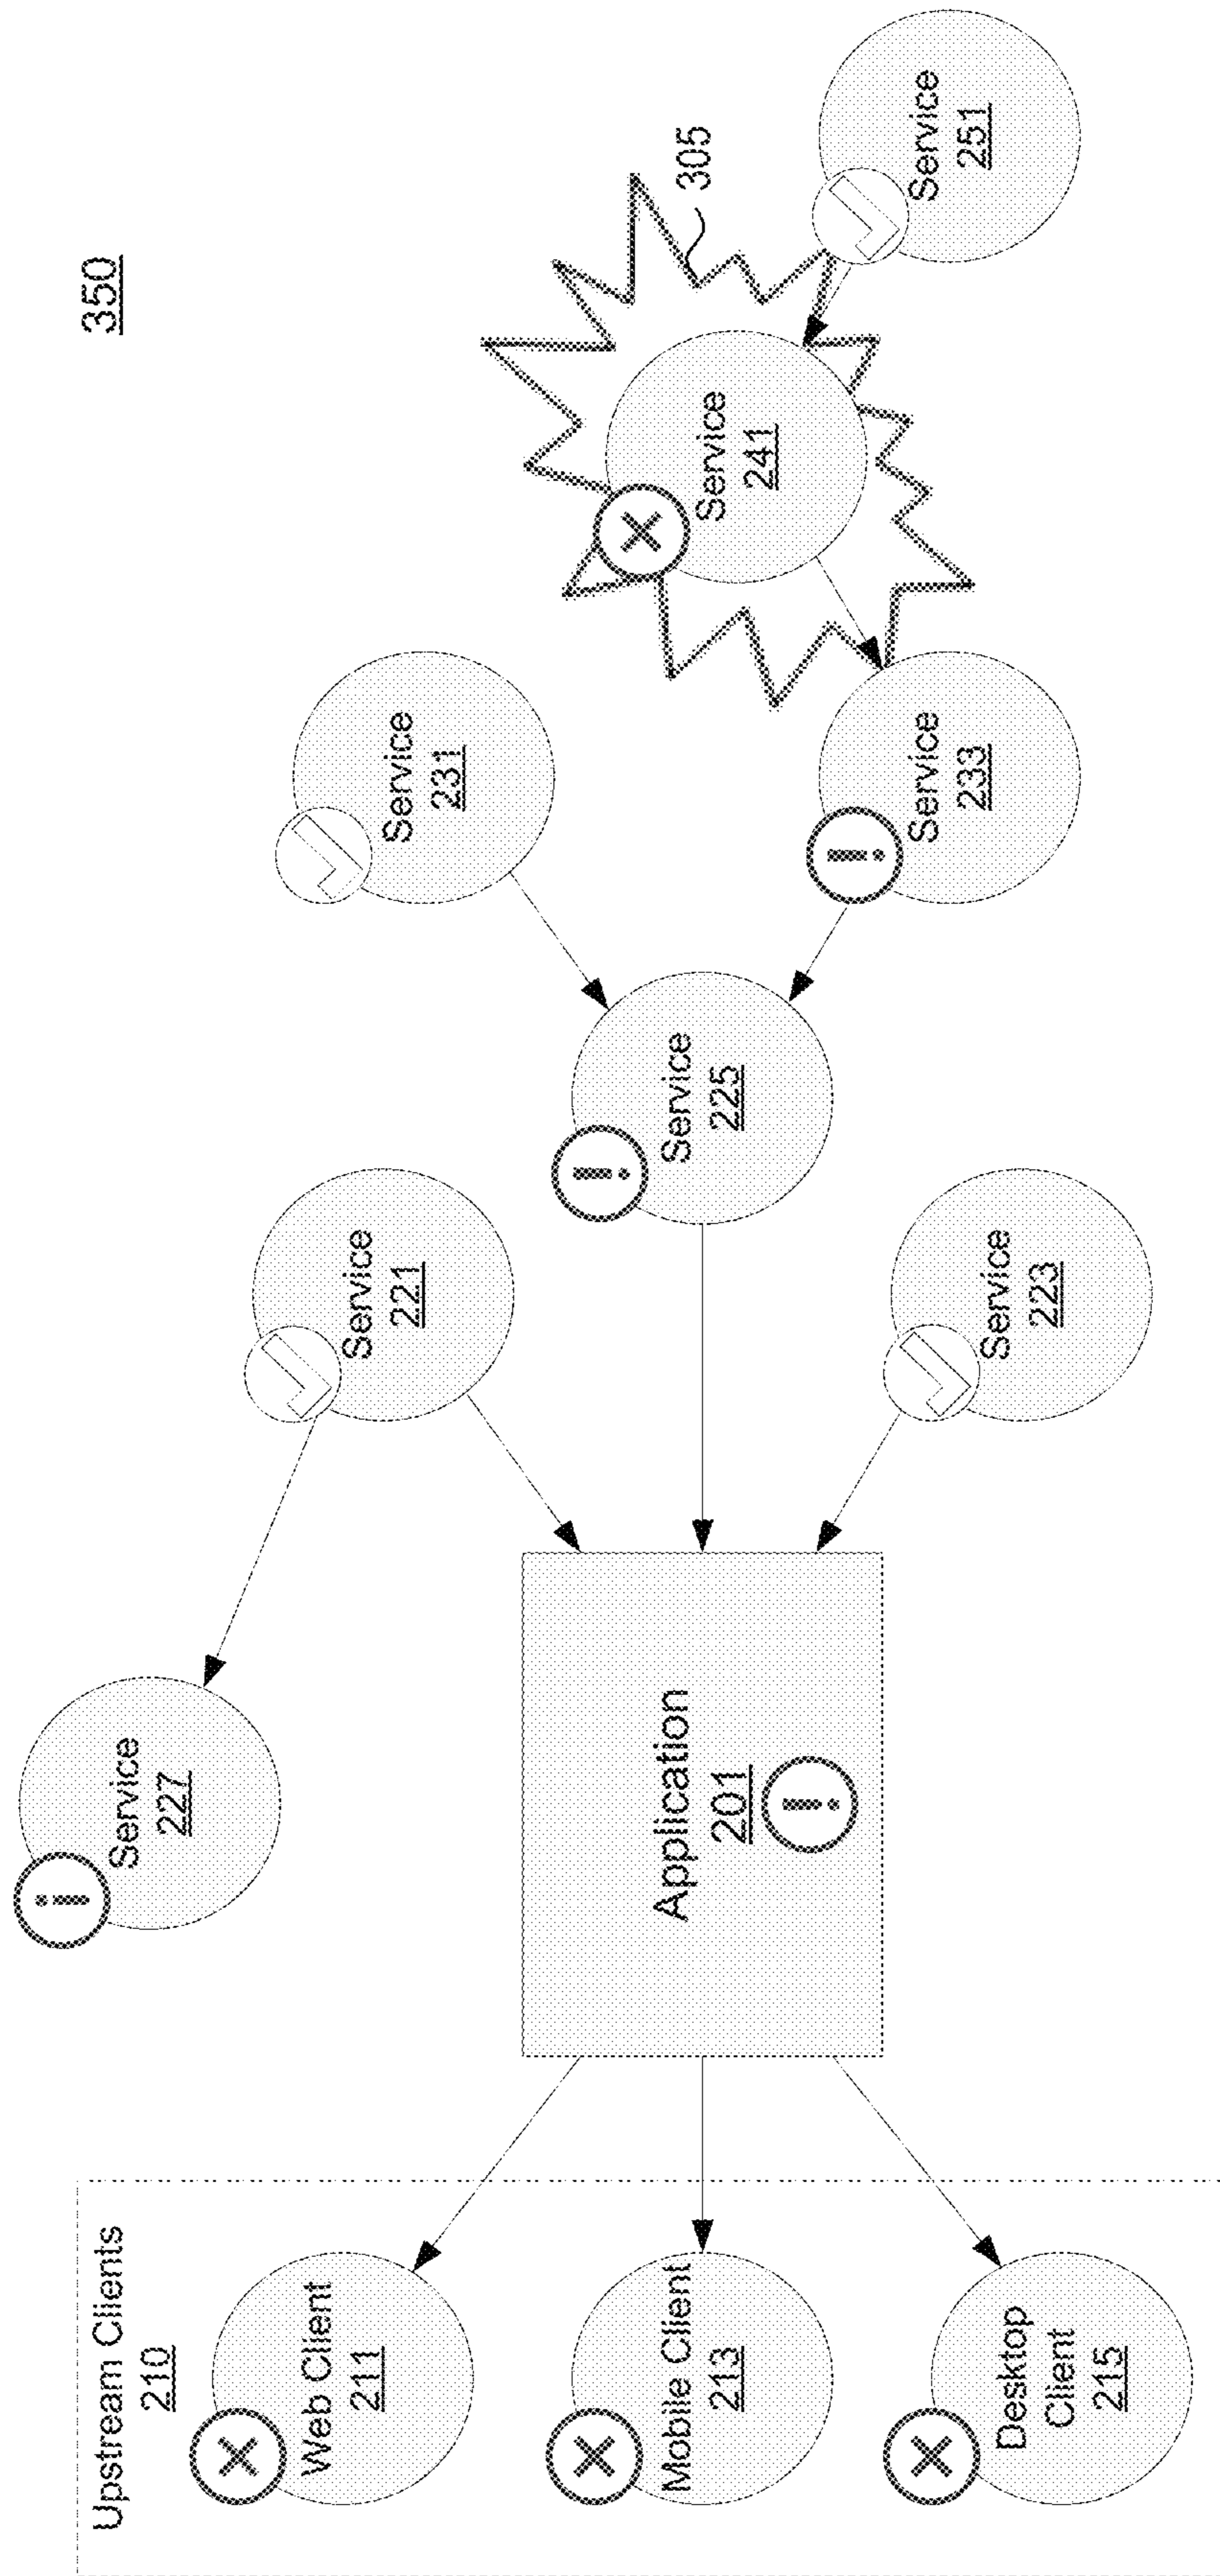 350
Upstream Clients
210
Web Client
211
Mobile Client
213
Desktop
Client
215
Application
201
Service
227
Service
221
Service
223
Service
225
Service
231
Service
233
Service
241
305
Service
251